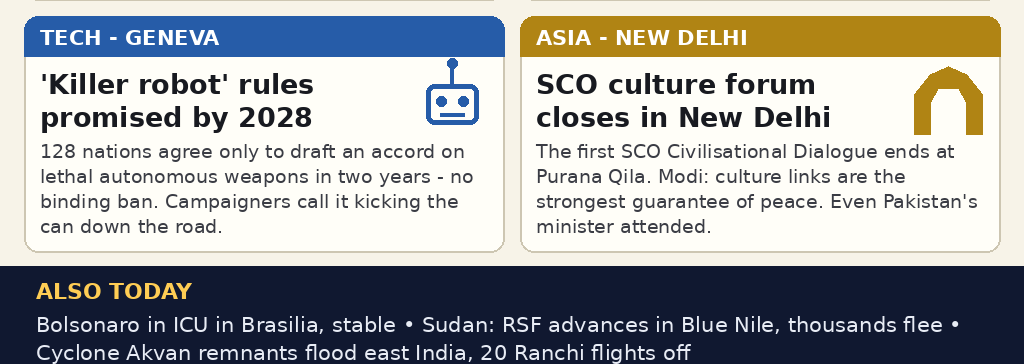 TECH - GENEVA
'Killer robot' rules
promised by 2028
128 nations agree only to draft an accord on
lethal autonomous weapons in two years - no
binding ban. Campaigners call it kicking the
can down the road.
ASIA - NEW DELHI
SCO culture forum
closes in New Delhi
The first SCO Civilisational Dialogue ends at
Purana Qila. Modi: culture links are the
strongest guarantee of peace. Even Pakistan's
minister attended.
ALSO TODAY
Bolsonaro in ICU in Brasilia, stable • Sudan: RSF advances in Blue Nile, thousands flee •
Cyclone Akvan remnants flood east India, 20 Ranchi flights off